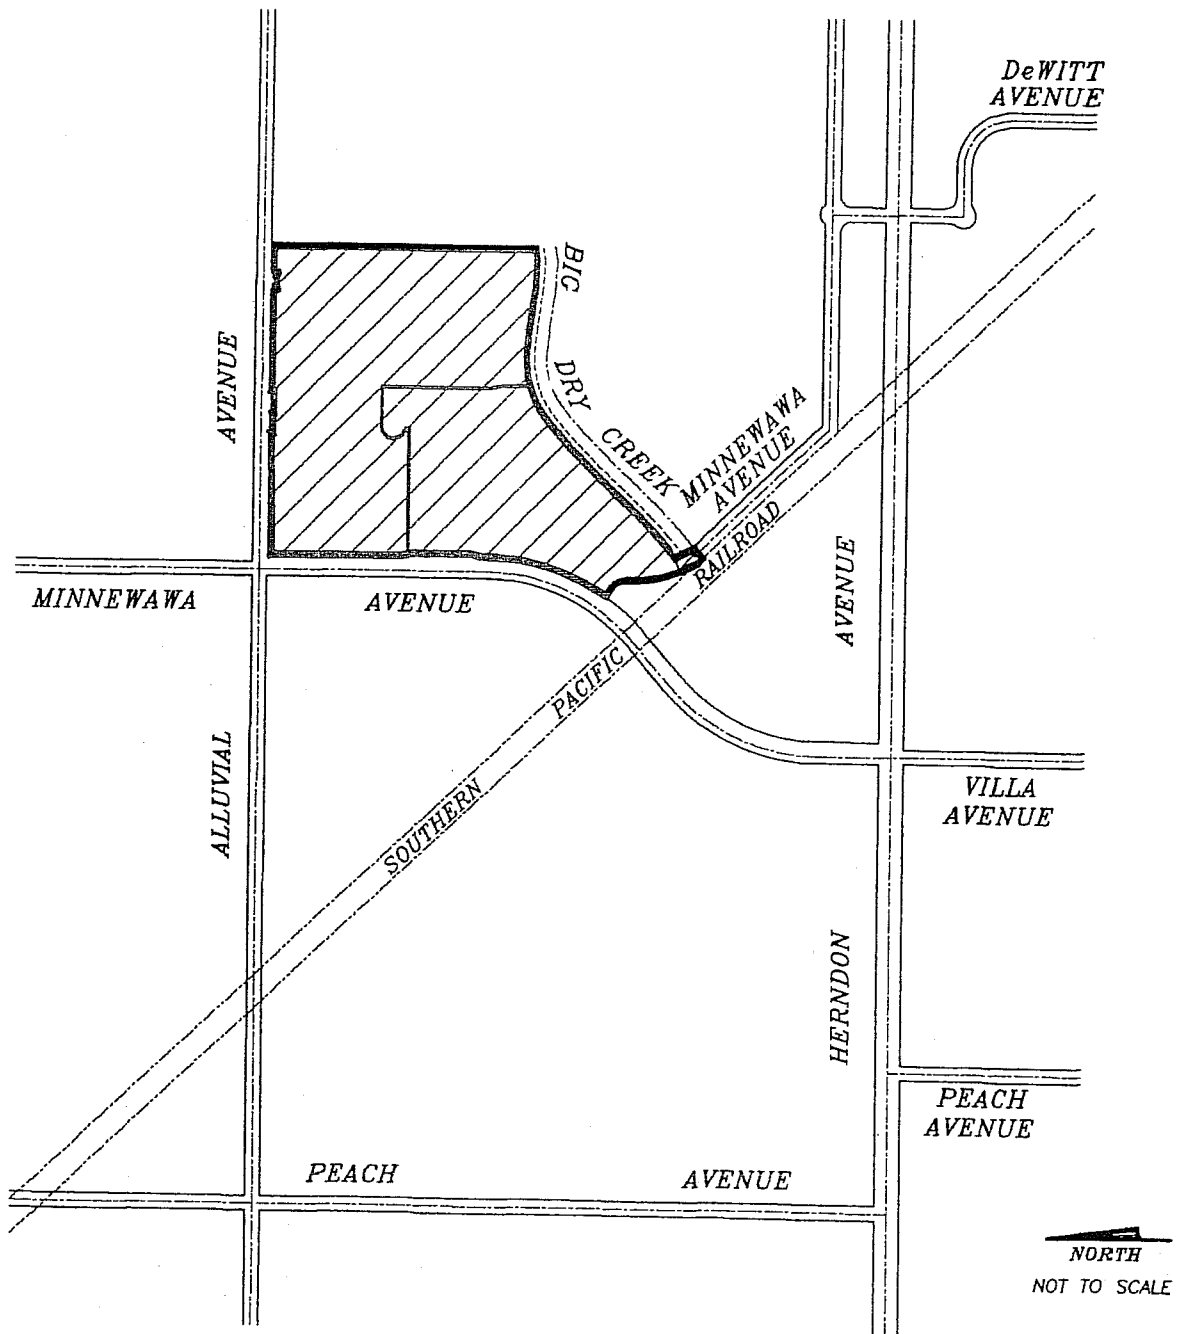 DeWITT
AVENUE
BIC
DRY
CREEK
AVENUE
MINNEWAWA
AVENUE
RAILROAD
AVENUE
MINNEWAWA
AVENUE
PACIFIC
ALLUVIAL
SOUTHERN
VILLA
AVENUE
HERNDON
PEACH
AVENUE
PEACH
AVENUE
NORTH
NOT TO SCALE